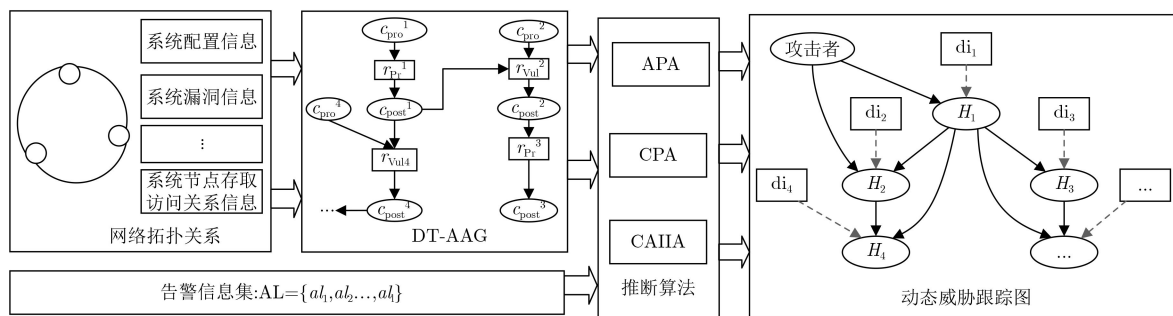 系统配置信息
系统漏洞信息
⋮
系统节点存取
访问关系信息
网络拓扑关系
c_pro^1
r_Pr^1
c_post^1
c_pro^4
r_Vul4
c_post^4
...
c_pro^2
r_Vul^2
c_post^2
r_Pr^3
c_post^3
DT-AAG
告警信息集:AL={al_1,al_2...,al_l}
APA
CPA
CAIIA
推断算法
攻击者
di_1
di_2
H_1
di_3
di_4
H_2
H_3
...
H_4
...
动态威胁跟踪图